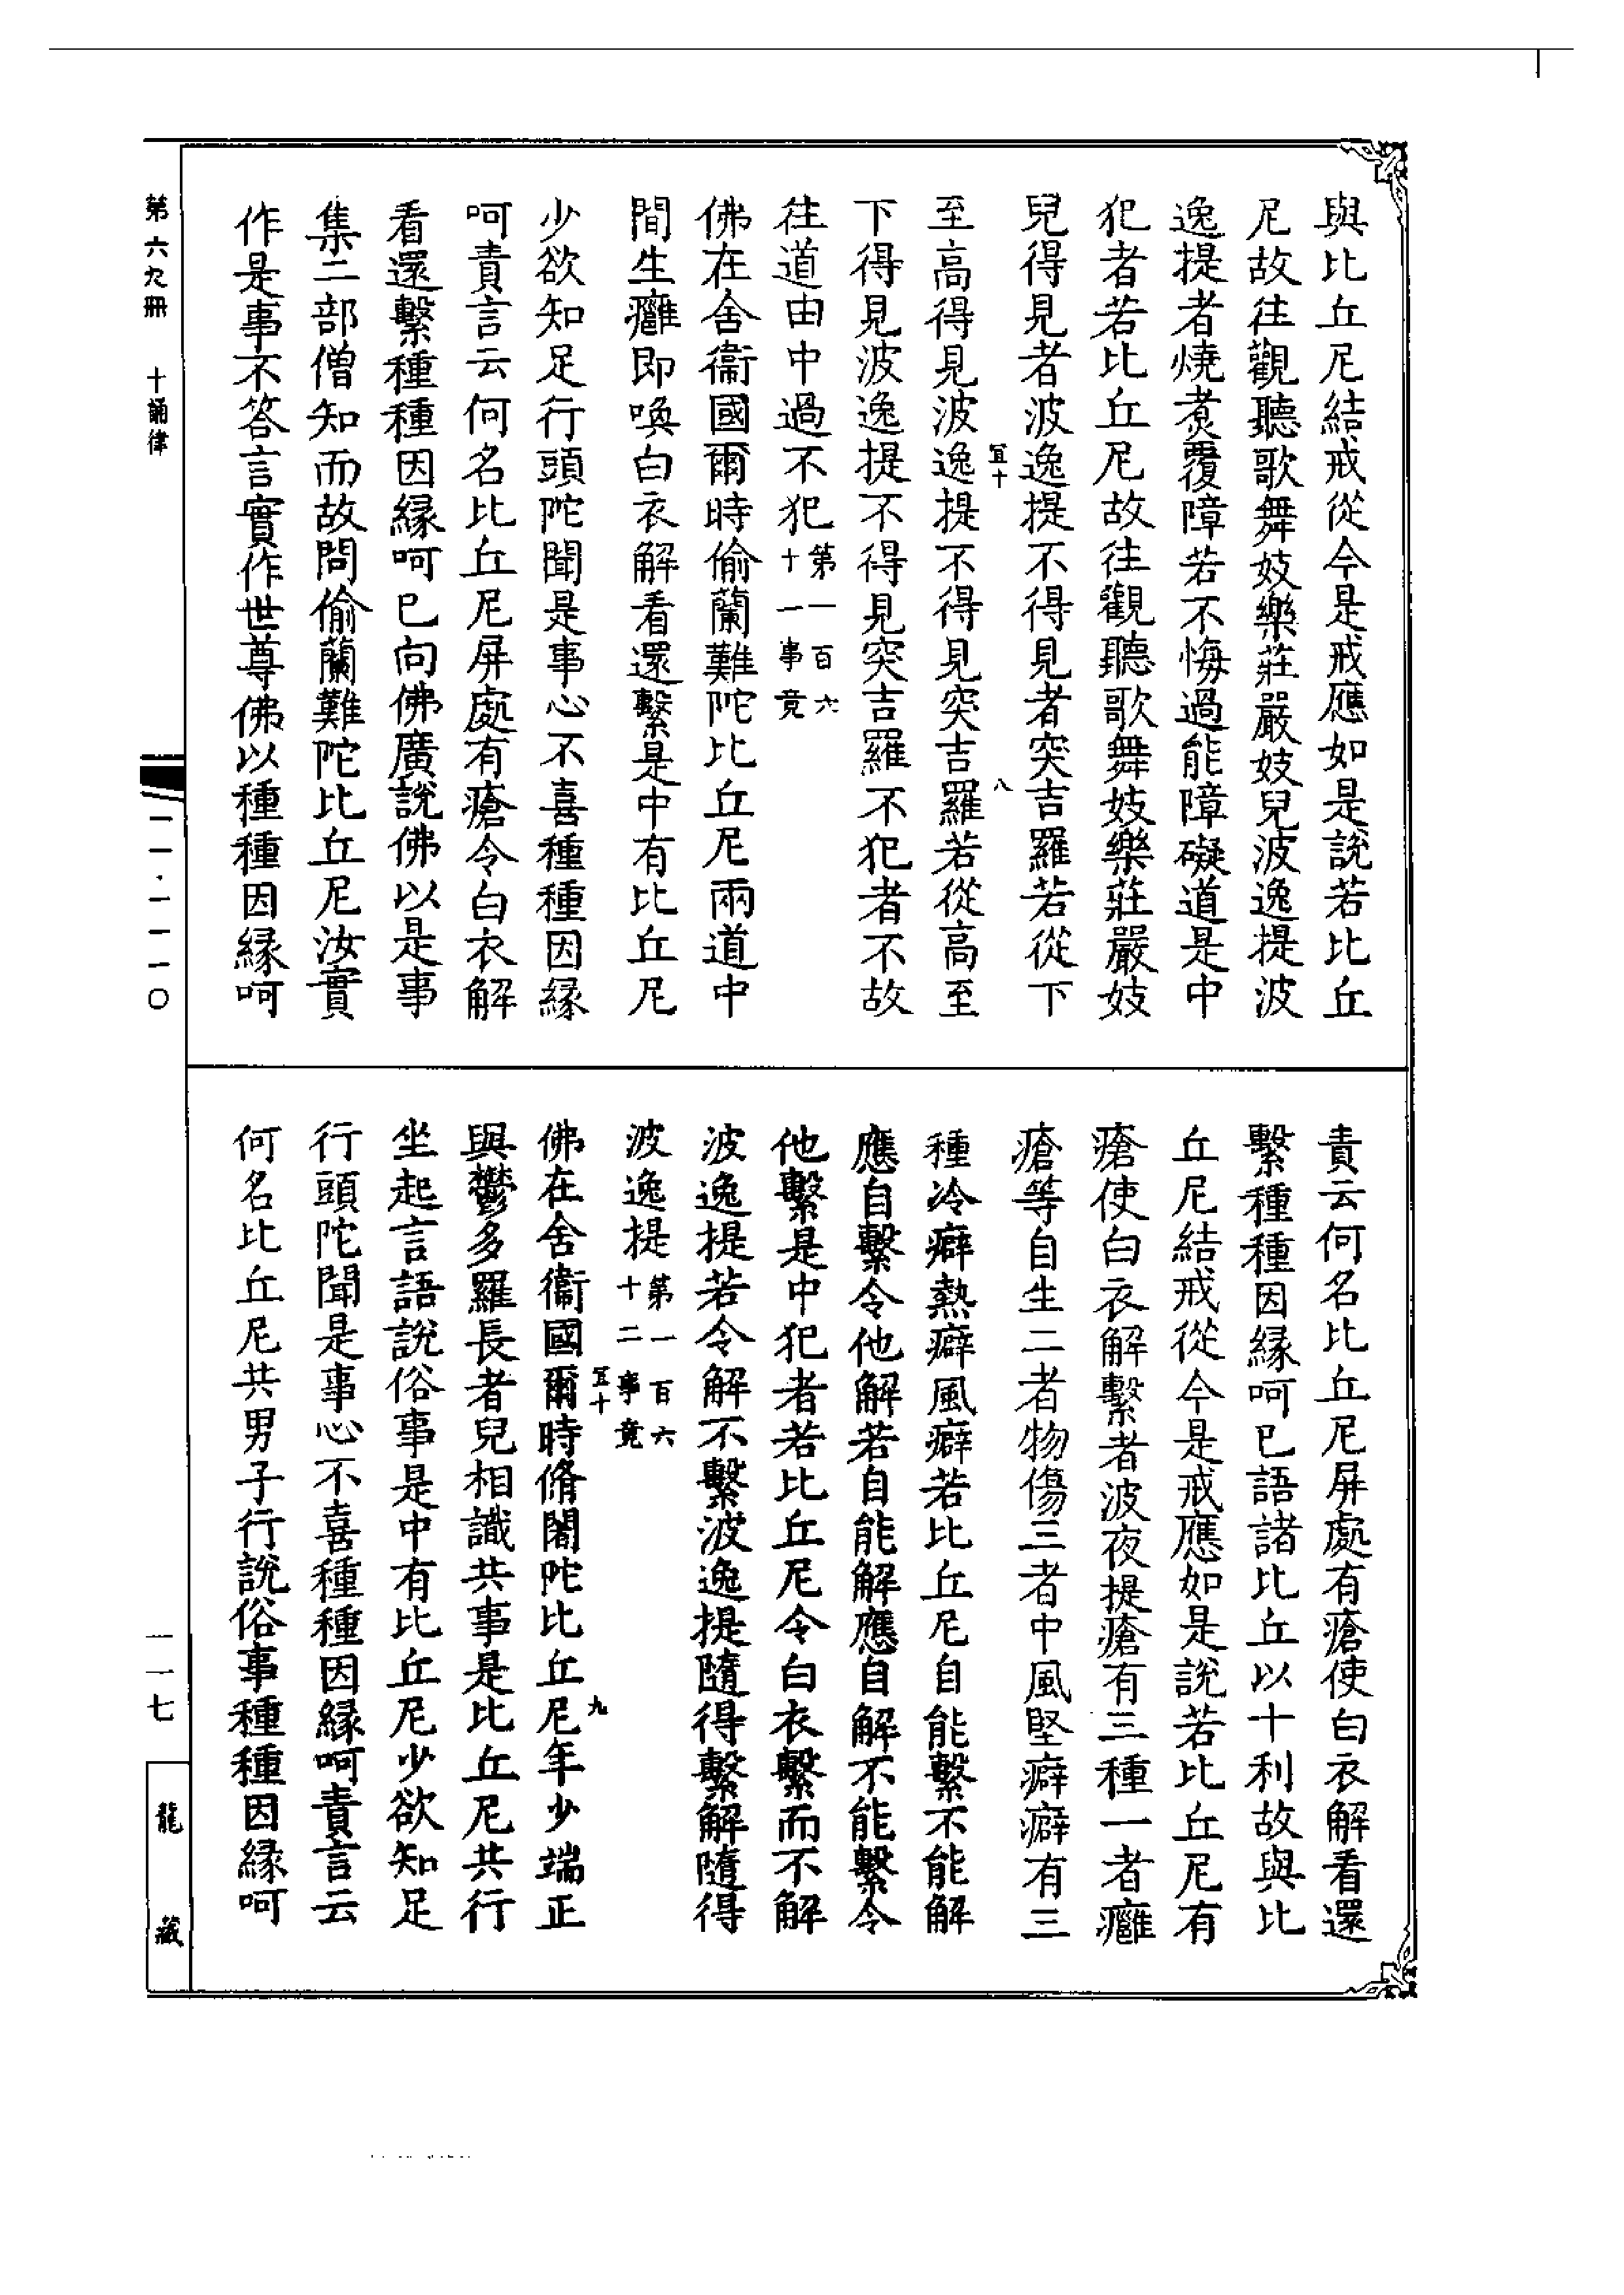 與比丘尼結戒從今是戒應如是說若比丘
尼故往觀聽歌舞妓樂莊嚴妓兒波逸提波
逸提者燒煑覆障若不悔過能障礙道是中
犯者若比丘尼故往觀聽歌舞妓樂莊嚴妓
兒得見者波逸提不得見者突吉羅若從下
冝十 八
至高得見波逸提不得見突吉羅若從高至
下得見波逸提不得見突吉羅不犯者不故
往道由中過不犯第一百六十一事竟
佛在舍衞國爾時偷蘭難陀比丘尼兩道中
間生癰即喚白衣解看還繫是中有比丘尼
少欲知足行頭陀聞是事心不喜種種因緣
呵責言云何名比丘尼屏處有瘡令白衣解
看還繫種種因緣呵已向佛廣說佛以是事
集二部僧知而故問偷蘭難陀比丘尼汝實
作是事不答言實作世尊佛以種種因緣呵
責云何名比丘尼屏處有瘡使白衣解看還
繫種種因緣呵已語諸比丘以十利故與比
丘尼結戒從今是戒應如是說若比丘尼有
瘡使白衣解繫者波夜提瘡有三種一者癰
瘡等自生二者物傷三者中風堅癖癖有三
種冷癖熱癖風癖若比丘尼自能繫不能解
應自繫令他解若自能解應自解不能繫令
他繫是中犯者若比丘尼令白衣繫而不解
波逸提若令解不繫波逸提隨得繫解隨得
波逸提第一百六十二事竟
冝十 九
佛在舍衞國爾時脩闍陀比丘尼年少端正
與鬱多羅長者兒相識共事是比丘尼共行
坐起言語說俗事是中有比丘尼少欲知足
行頭陀聞是事心不喜種種因緣呵責言云
何名比丘尼共男子行說俗事種種因緣呵
第六九冊 十誦律
一一·一一一〇
一一七
龍藏